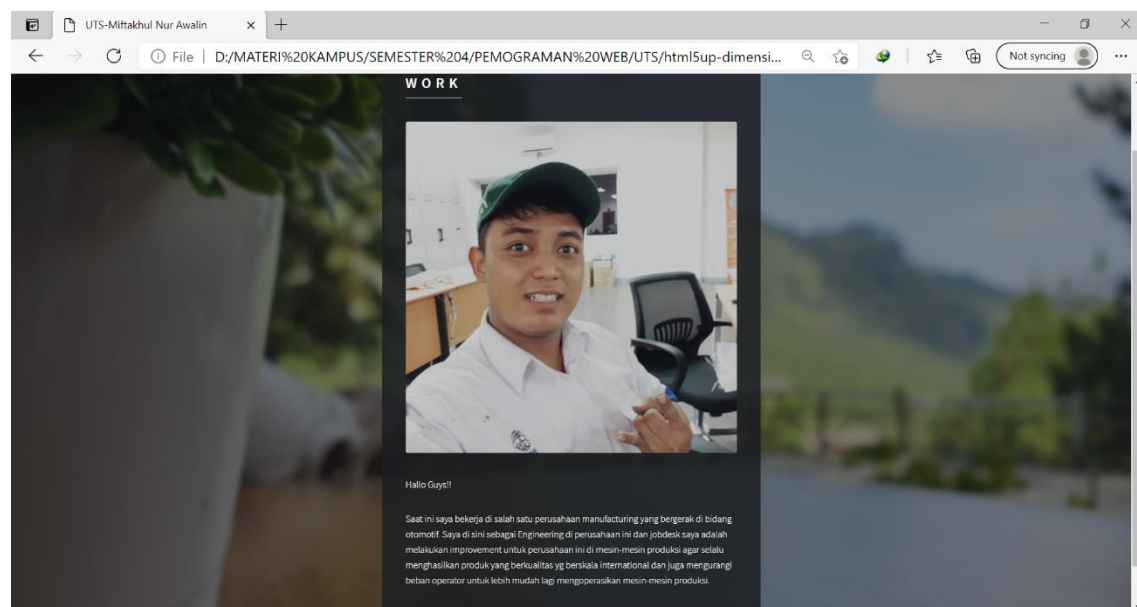 UTS-Miftakhul Nur Awalin
File | D:/MATERI%20KAMPUS/SEMESTER%204/PEMOGRAMAN%20WEB/UTS/html5up-dimensi...
Not syncing
WORK
Hallo Guys!!
Saat ini saya bekerja di salah satu perusahaan manufacturing yang bergerak di bidang
otomotif. Saya di sini sebagai Engineering di perusahaan ini dan jobdesk saya adalah
melakukan improvement untuk perusahaan ini di mesin-mesin produksi agar selalu
menghasilkan produk yang berkualitas yg berskala international dan juga mengurangi
beban operator untuk lebih mudah lagi mengoperasikan mesin-mesin produksi.